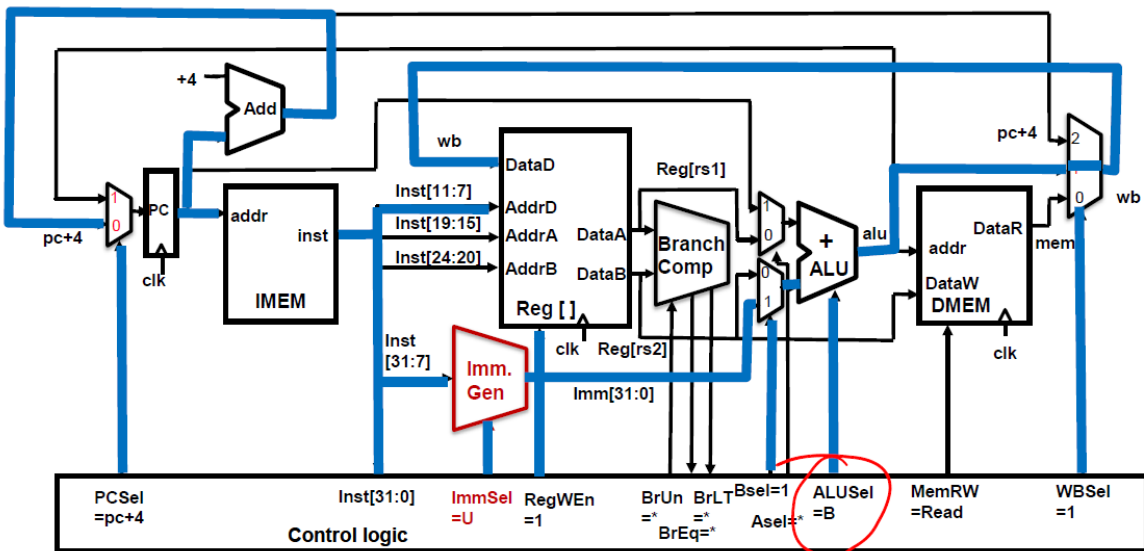 +4
Add
pc+4
1
0
pc+4
PC
clk
addr
inst
IMEM
wb
Inst[11:7]
Inst[19:15]
Inst[24:20]
DataD
AddrD
AddrA
AddrB
DataA
DataB
Reg [ ]
clk
Reg[rs1]
Reg[rs2]
Branch
Comp
1
0
0
1
+
ALU
alu
addr
DataW
DataR
DMEM
clk
mem
2
1
0
wb
Inst
[31:7]
Imm.
Gen
Imm[31:0]
PCSel
=pc+4
Inst[31:0]
ImmSel
=U
RegWEn
=1
BrUn
=*
BrEq=*
BrLT
=*
Bsel=1
Asel=*
ALUSel
=B
MemRW
=Read
WBSel
=1
Control logic